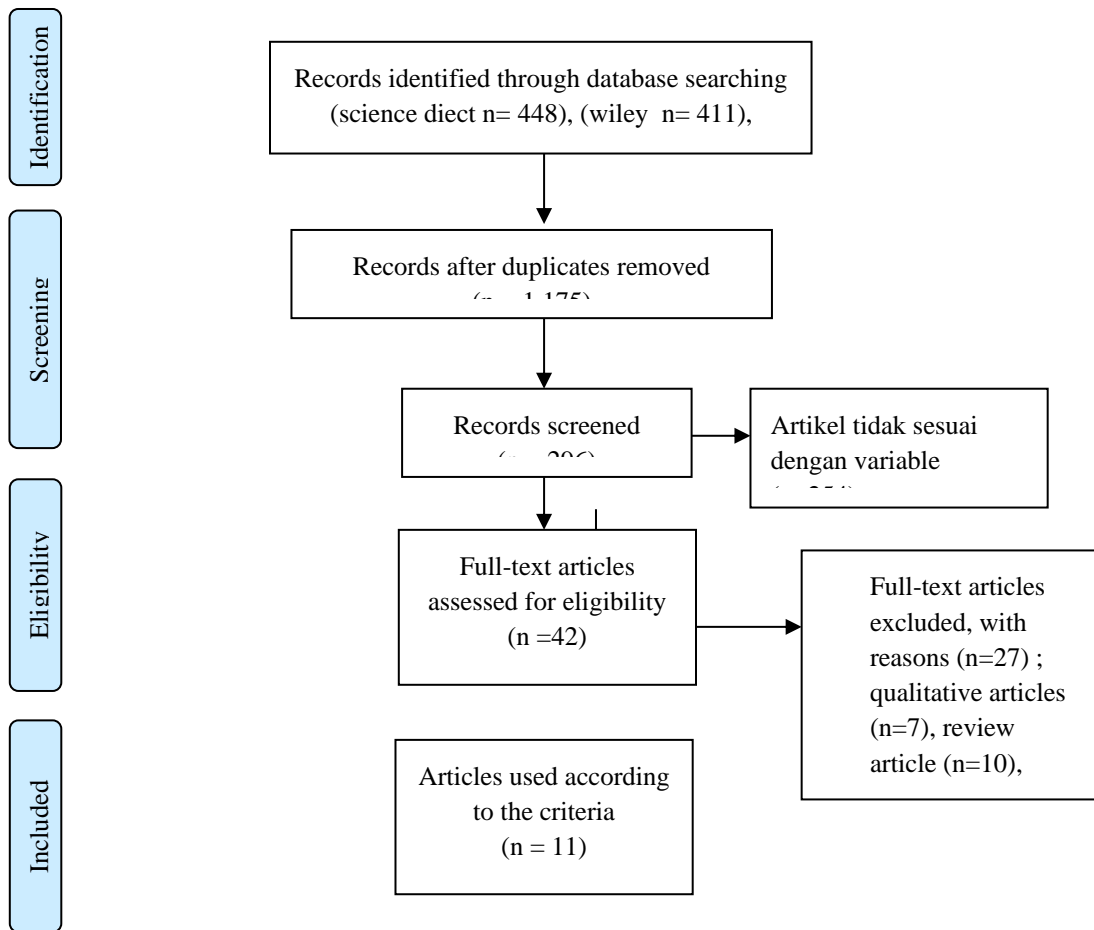 Identification
Records identified through database searching
(science diect n= 448), (wiley n= 411),
Screening
Records after duplicates removed
Records screened
Artikel tidak sesuai
dengan variable
Eligibility
Full-text articles
assessed for eligibility
(n =42)
Full-text articles
excluded, with
reasons (n=27) ;
qualitative articles
(n=7), review
article (n=10),
Included
Articles used according
to the criteria
(n = 11)